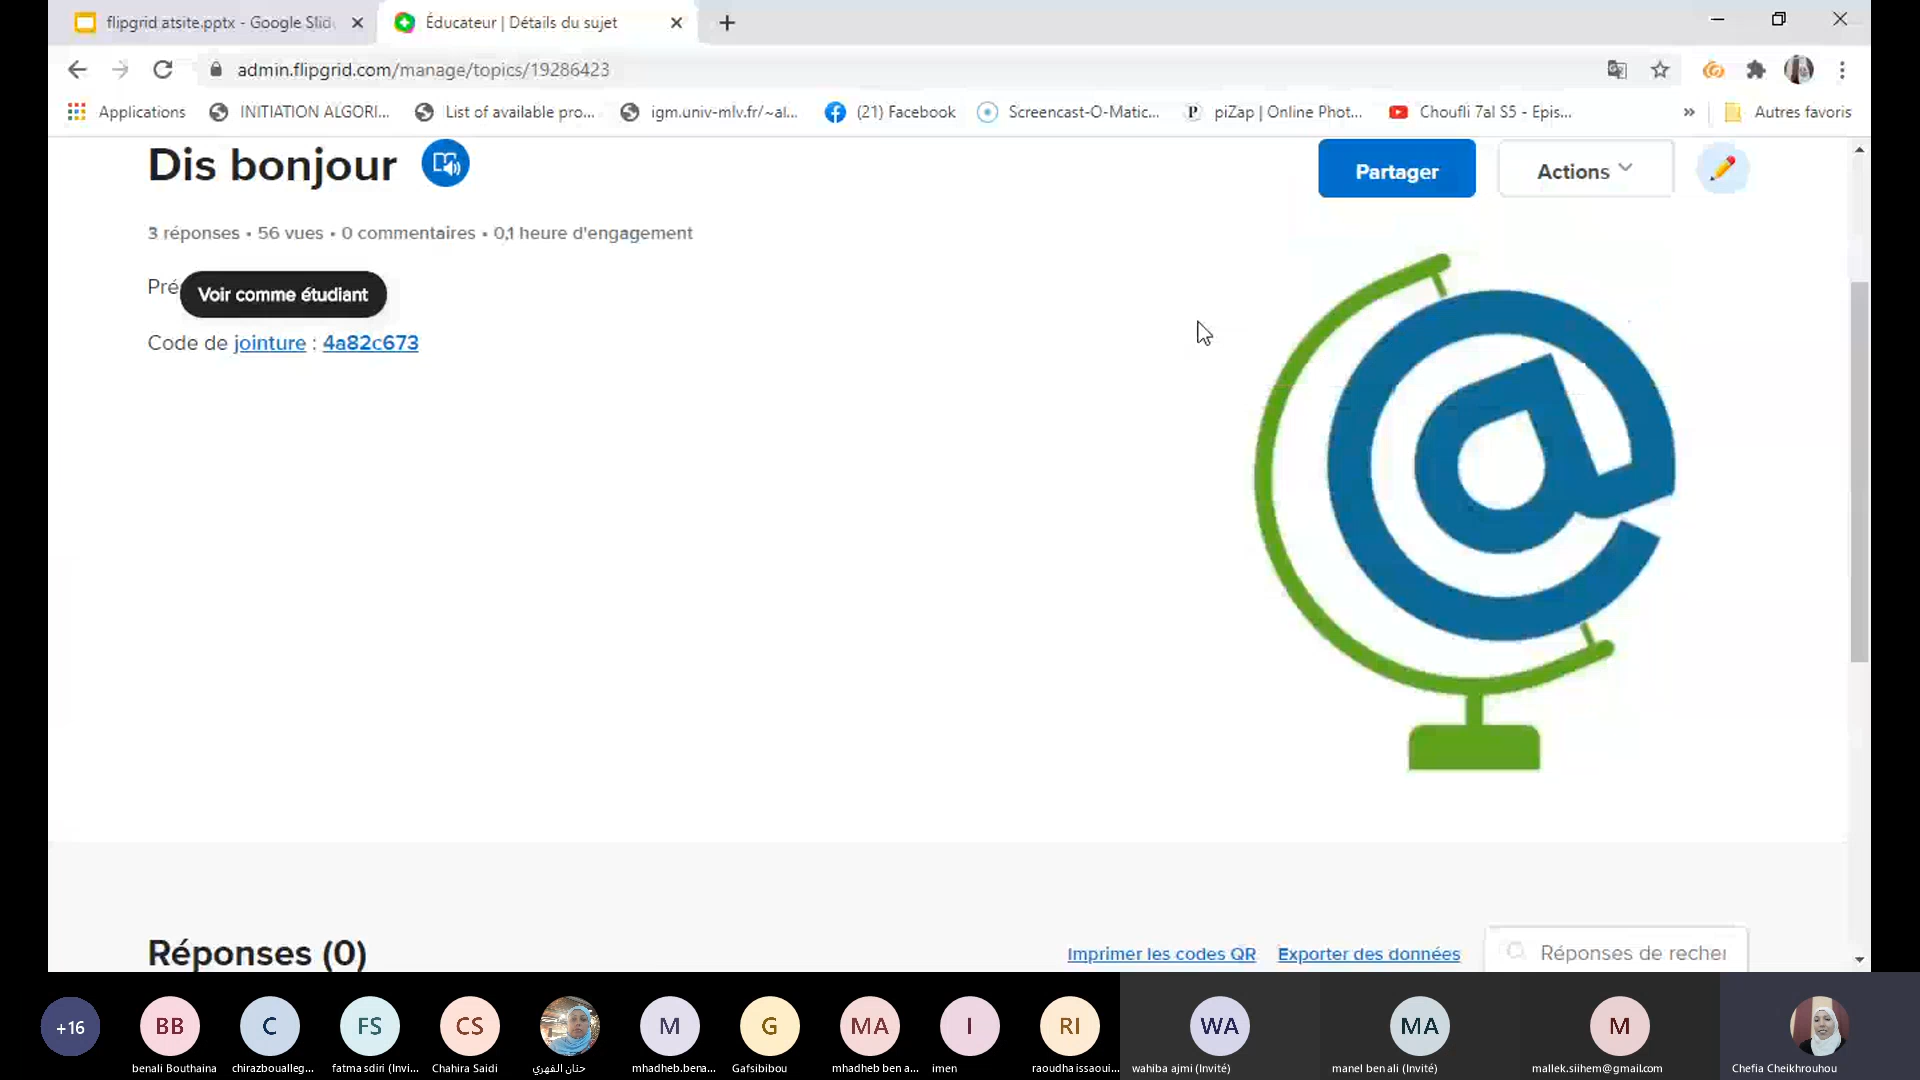 flipgrid atsite.pptx - Google Slid
Éducateur | Détails du sujet
admin.flipgrid.com/manage/topics/19286423
Applications
INITIATION ALGORI...
List of available pro...
igm.univ-mlv.fr/~al...
(21) Facebook
Screencast-O-Matic...
piZap | Online Phot...
Choufli 7al S5 - Epis...
»
Autres favoris
Dis bonjour
Partager
Actions
3 réponses • 56 vues • 0 commentaires • 0,1 heure d'engagement
Pré
Voir comme étudiant
Code de jointure : 4a82c673
Réponses (0)
Imprimer les codes QR
Exporter des données
Réponses de recher
+16
BB
C
FS
CS
M
G
MA
I
RI
WA
MA
M
benali Bouthaina
chirazboualleg...
fatma sdiri (Invi...
Chahira Saidi
حنان الفهري
mhadheb.bena...
Gafsibibou
mhadheb ben a...
imen
raoudha issaoui...
wahiba ajmi (Invité)
manel ben ali (Invité)
mallek.siihem@gmail.com
Chefia Cheikhrouhou